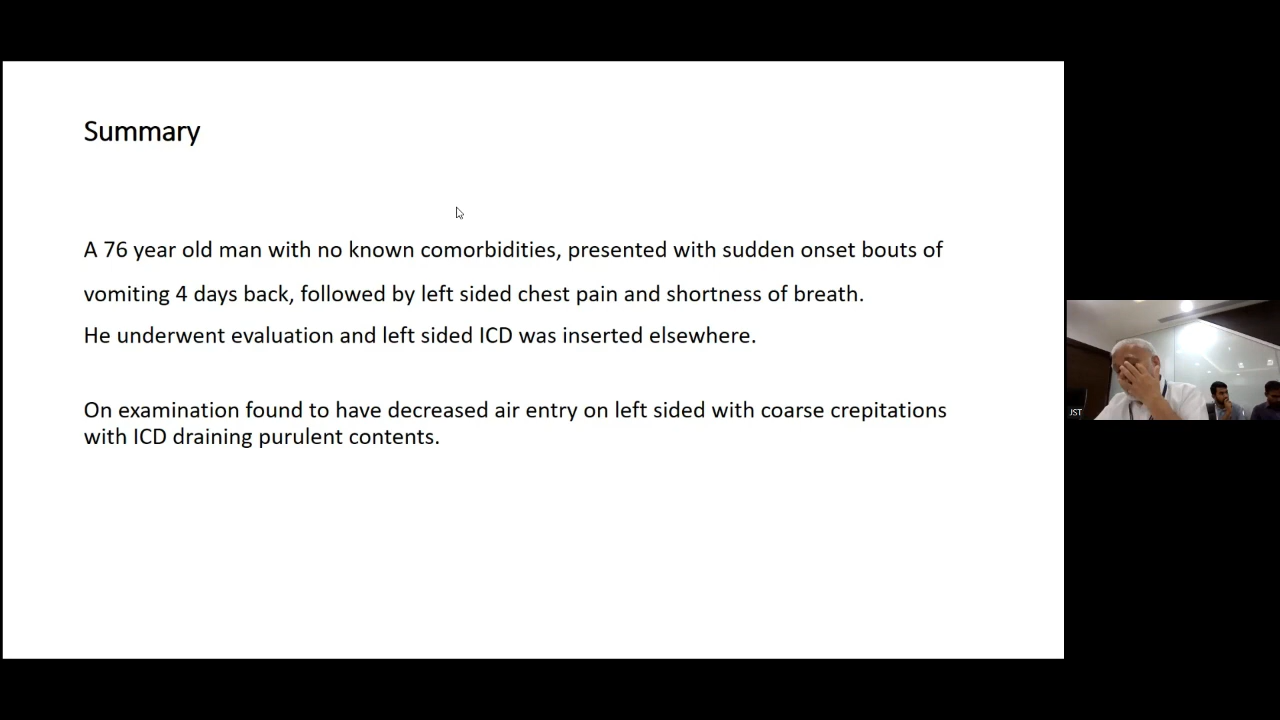 Summary
A 76 year old man with no known comorbidities, presented with sudden onset bouts of
vomiting 4 days back, followed by left sided chest pain and shortness of breath.
He underwent evaluation and left sided ICD was inserted elsewhere.
On examination found to have decreased air entry on left sided with coarse crepitations
with ICD draining purulent contents.
JST